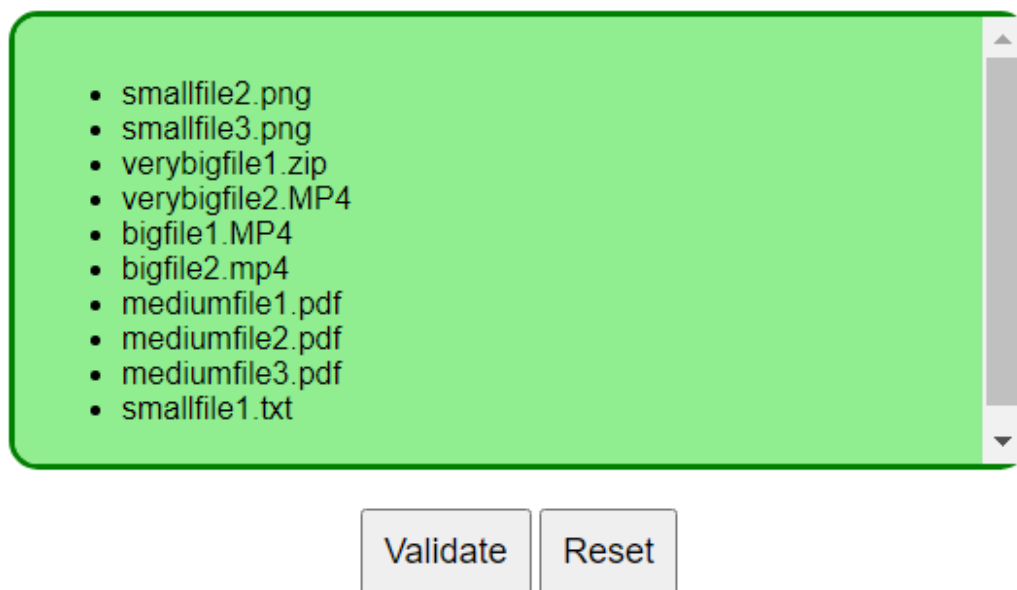 smallfile2.png
smallfile3.png
verybigfile1.zip
verybigfile2.MP4
bigfile1.MP4
bigfile2.mp4
mediumfile1.pdf
mediumfile2.pdf
mediumfile3.pdf
smallfile1.txt
Validate
Reset